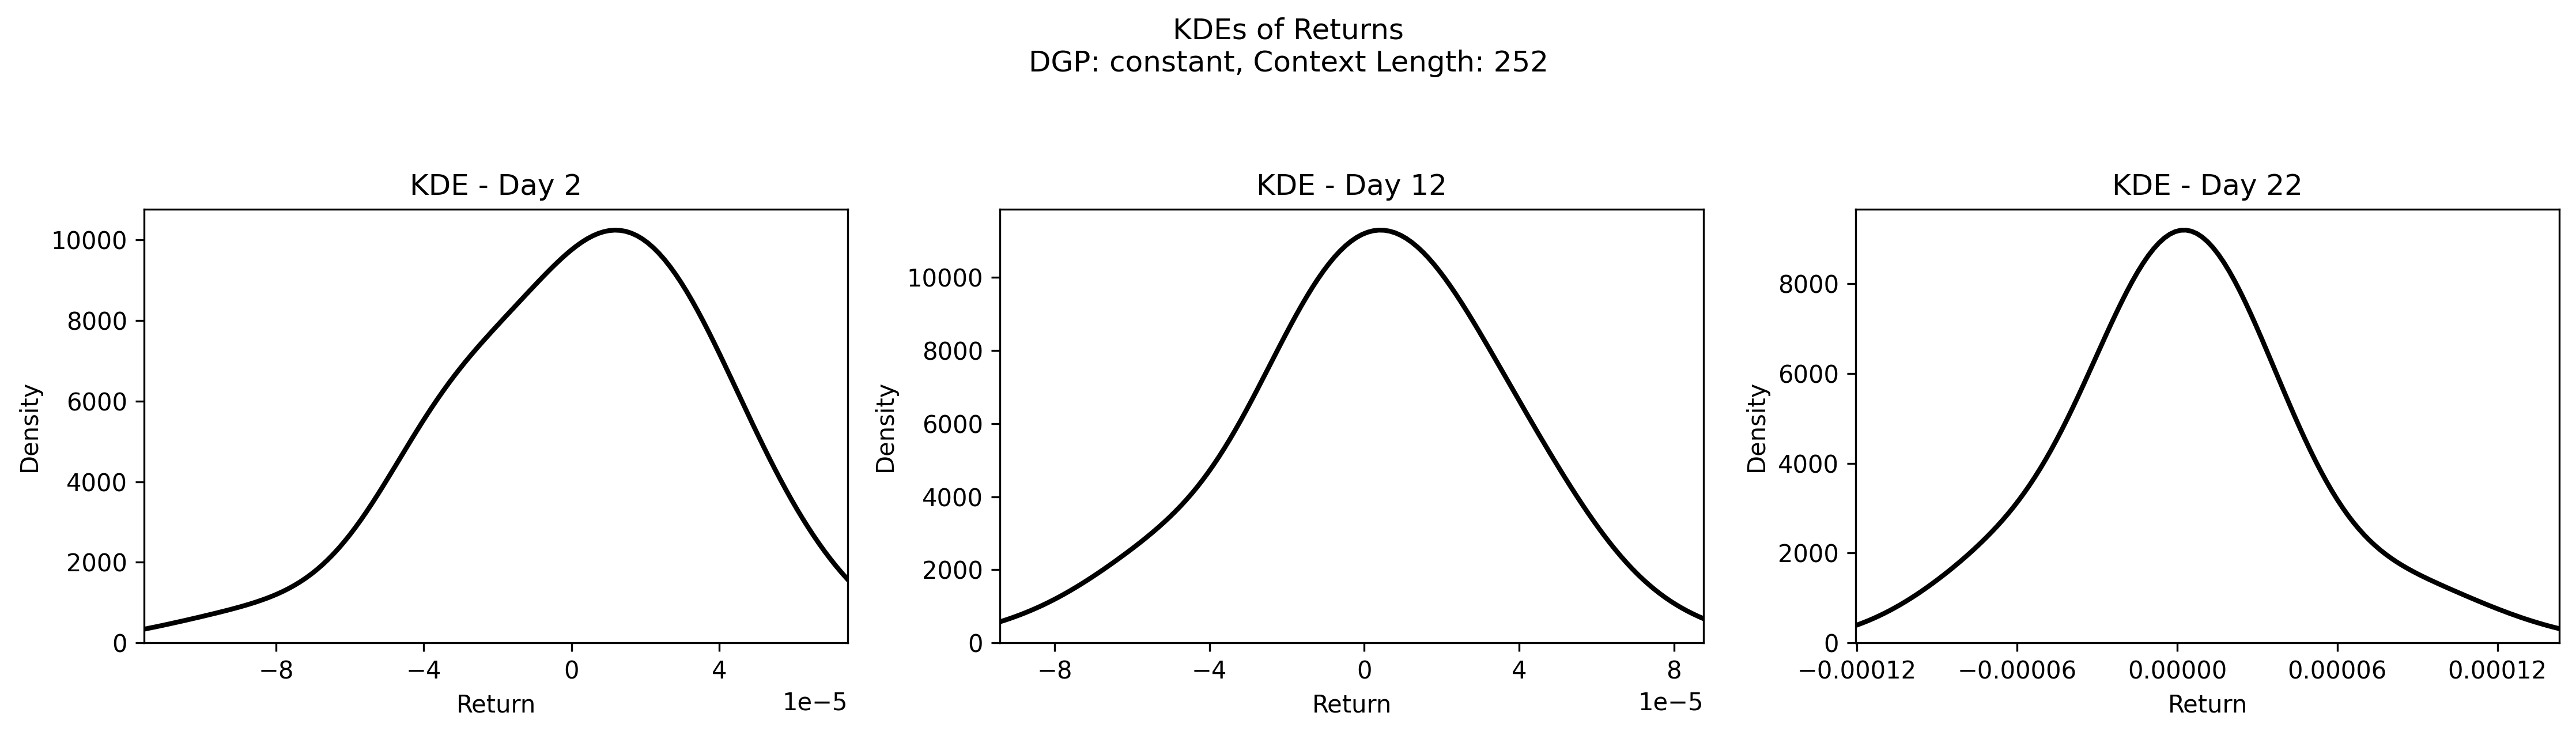 KDEs of Returns
DGP: constant, Context Length: 252
KDE - Day 2
10000
8000
6000
4000
2000
0
Density
−8
−4
0
4
1e−5
Return
KDE - Day 12
10000
8000
6000
4000
2000
0
Density
−8
−4
0
4
8
1e−5
Return
KDE - Day 22
8000
6000
4000
2000
0
Density
−0.00012
−0.00006
0.00000
0.00006
0.00012
Return